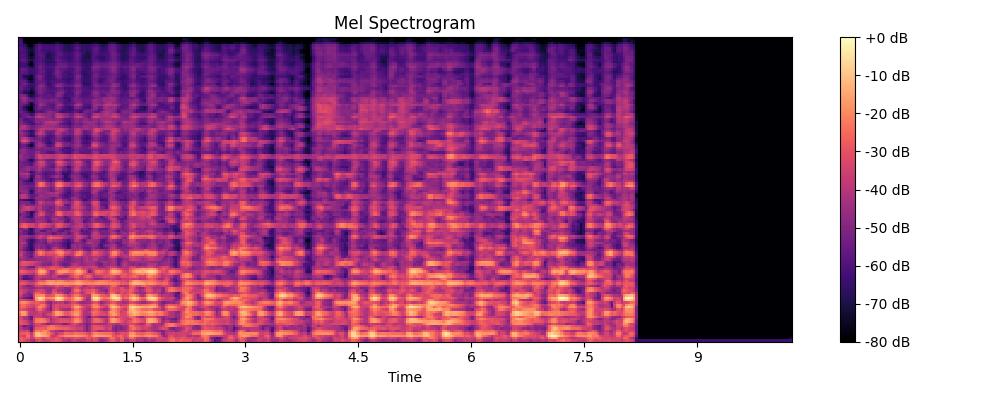 Mel Spectrogram
+0 dB
-10 dB
-20 dB
-30 dB
-40 dB
-50 dB
-60 dB
-70 dB
-80 dB
0 1.5 3 4.5 6 7.5 9
Time